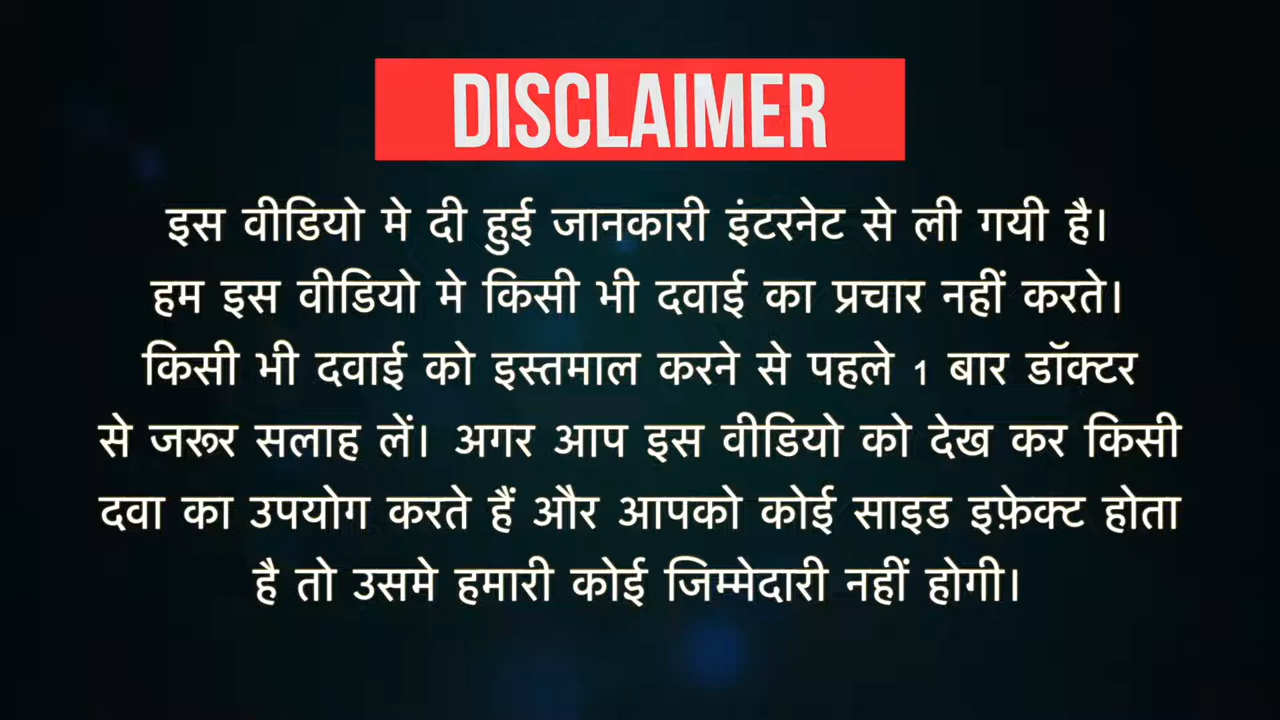 DISCLAIMER
इस वीडियो मे दी हुई जानकारी इंटरनेट से ली गयी है।
हम इस वीडियो मे किसी भी दवाई का प्रचार नहीं करते।
किसी भी दवाई को इस्तमाल करने से पहले 1 बार डॉक्टर
से जरूर सलाह लें। अगर आप इस वीडियो को देख कर किसी
दवा का उपयोग करते हैं और आपको कोई साइड इफ़ेक्ट होता
है तो उसमे हमारी कोई जिम्मेदारी नहीं होगी।